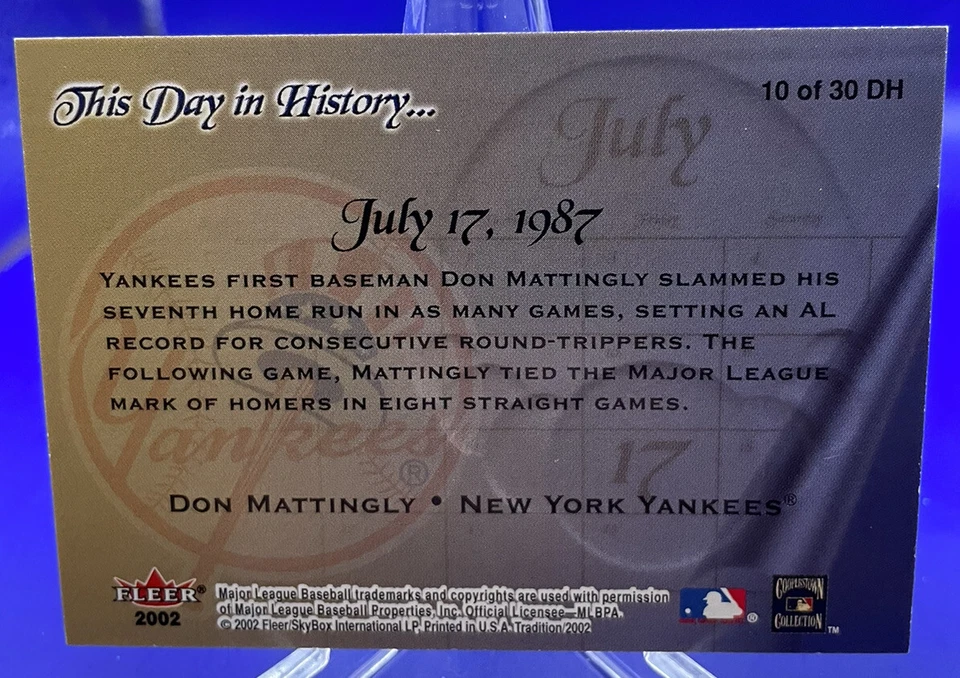 This Day in History...
10 of 30 DH
July
Friday Saturday
July 17, 1987
YANKEES FIRST BASEMAN DON MATTINGLY SLAMMED HIS
SEVENTH HOME RUN IN AS MANY GAMES, SETTING AN AL
RECORD FOR CONSECUTIVE ROUND-TRIPPERS. THE
FOLLOWING GAME, MATTINGLY TIED THE MAJOR LEAGUE
MARK OF HOMERS IN EIGHT STRAIGHT GAMES.
Yankees®
17
DON MATTINGLY • NEW YORK YANKEES®
FLEER®
2002
Major League Baseball trademarks and copyrights are used with permission
of Major League Baseball Properties, Inc. Official Licensee—MLBPA.
© 2002 Fleer/SkyBox International LP, Printed in U.S.A. Tradition/2002
®
COOPERSTOWN
COLLECTION
TM